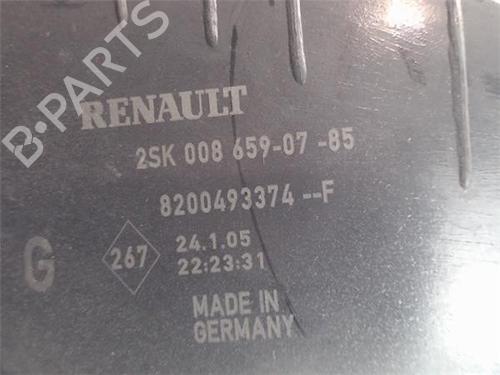 B·PARTS
RENAULT
2SK 008 659-07-85
8200493374--F
G
267
24.1.05
22:23:31
MADE IN
GERMANY